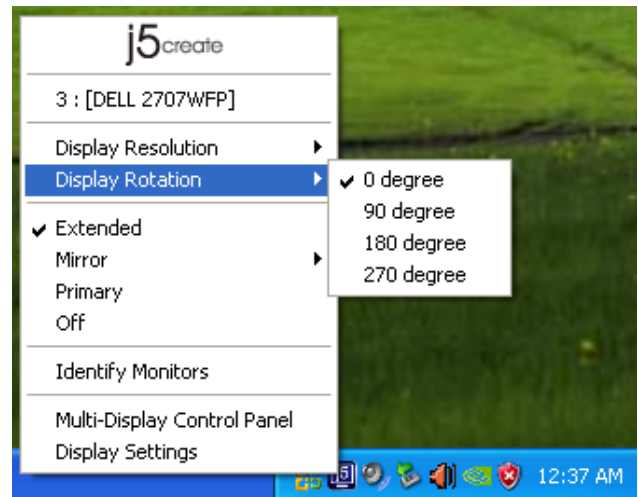 j5create
3 : [DELL 2707WFP]
Display Resolution
Display Rotation
0 degree
90 degree
180 degree
270 degree
Extended
Mirror
Primary
Off
Identify Monitors
Multi-Display Control Panel
Display Settings
j5
12:37 AM